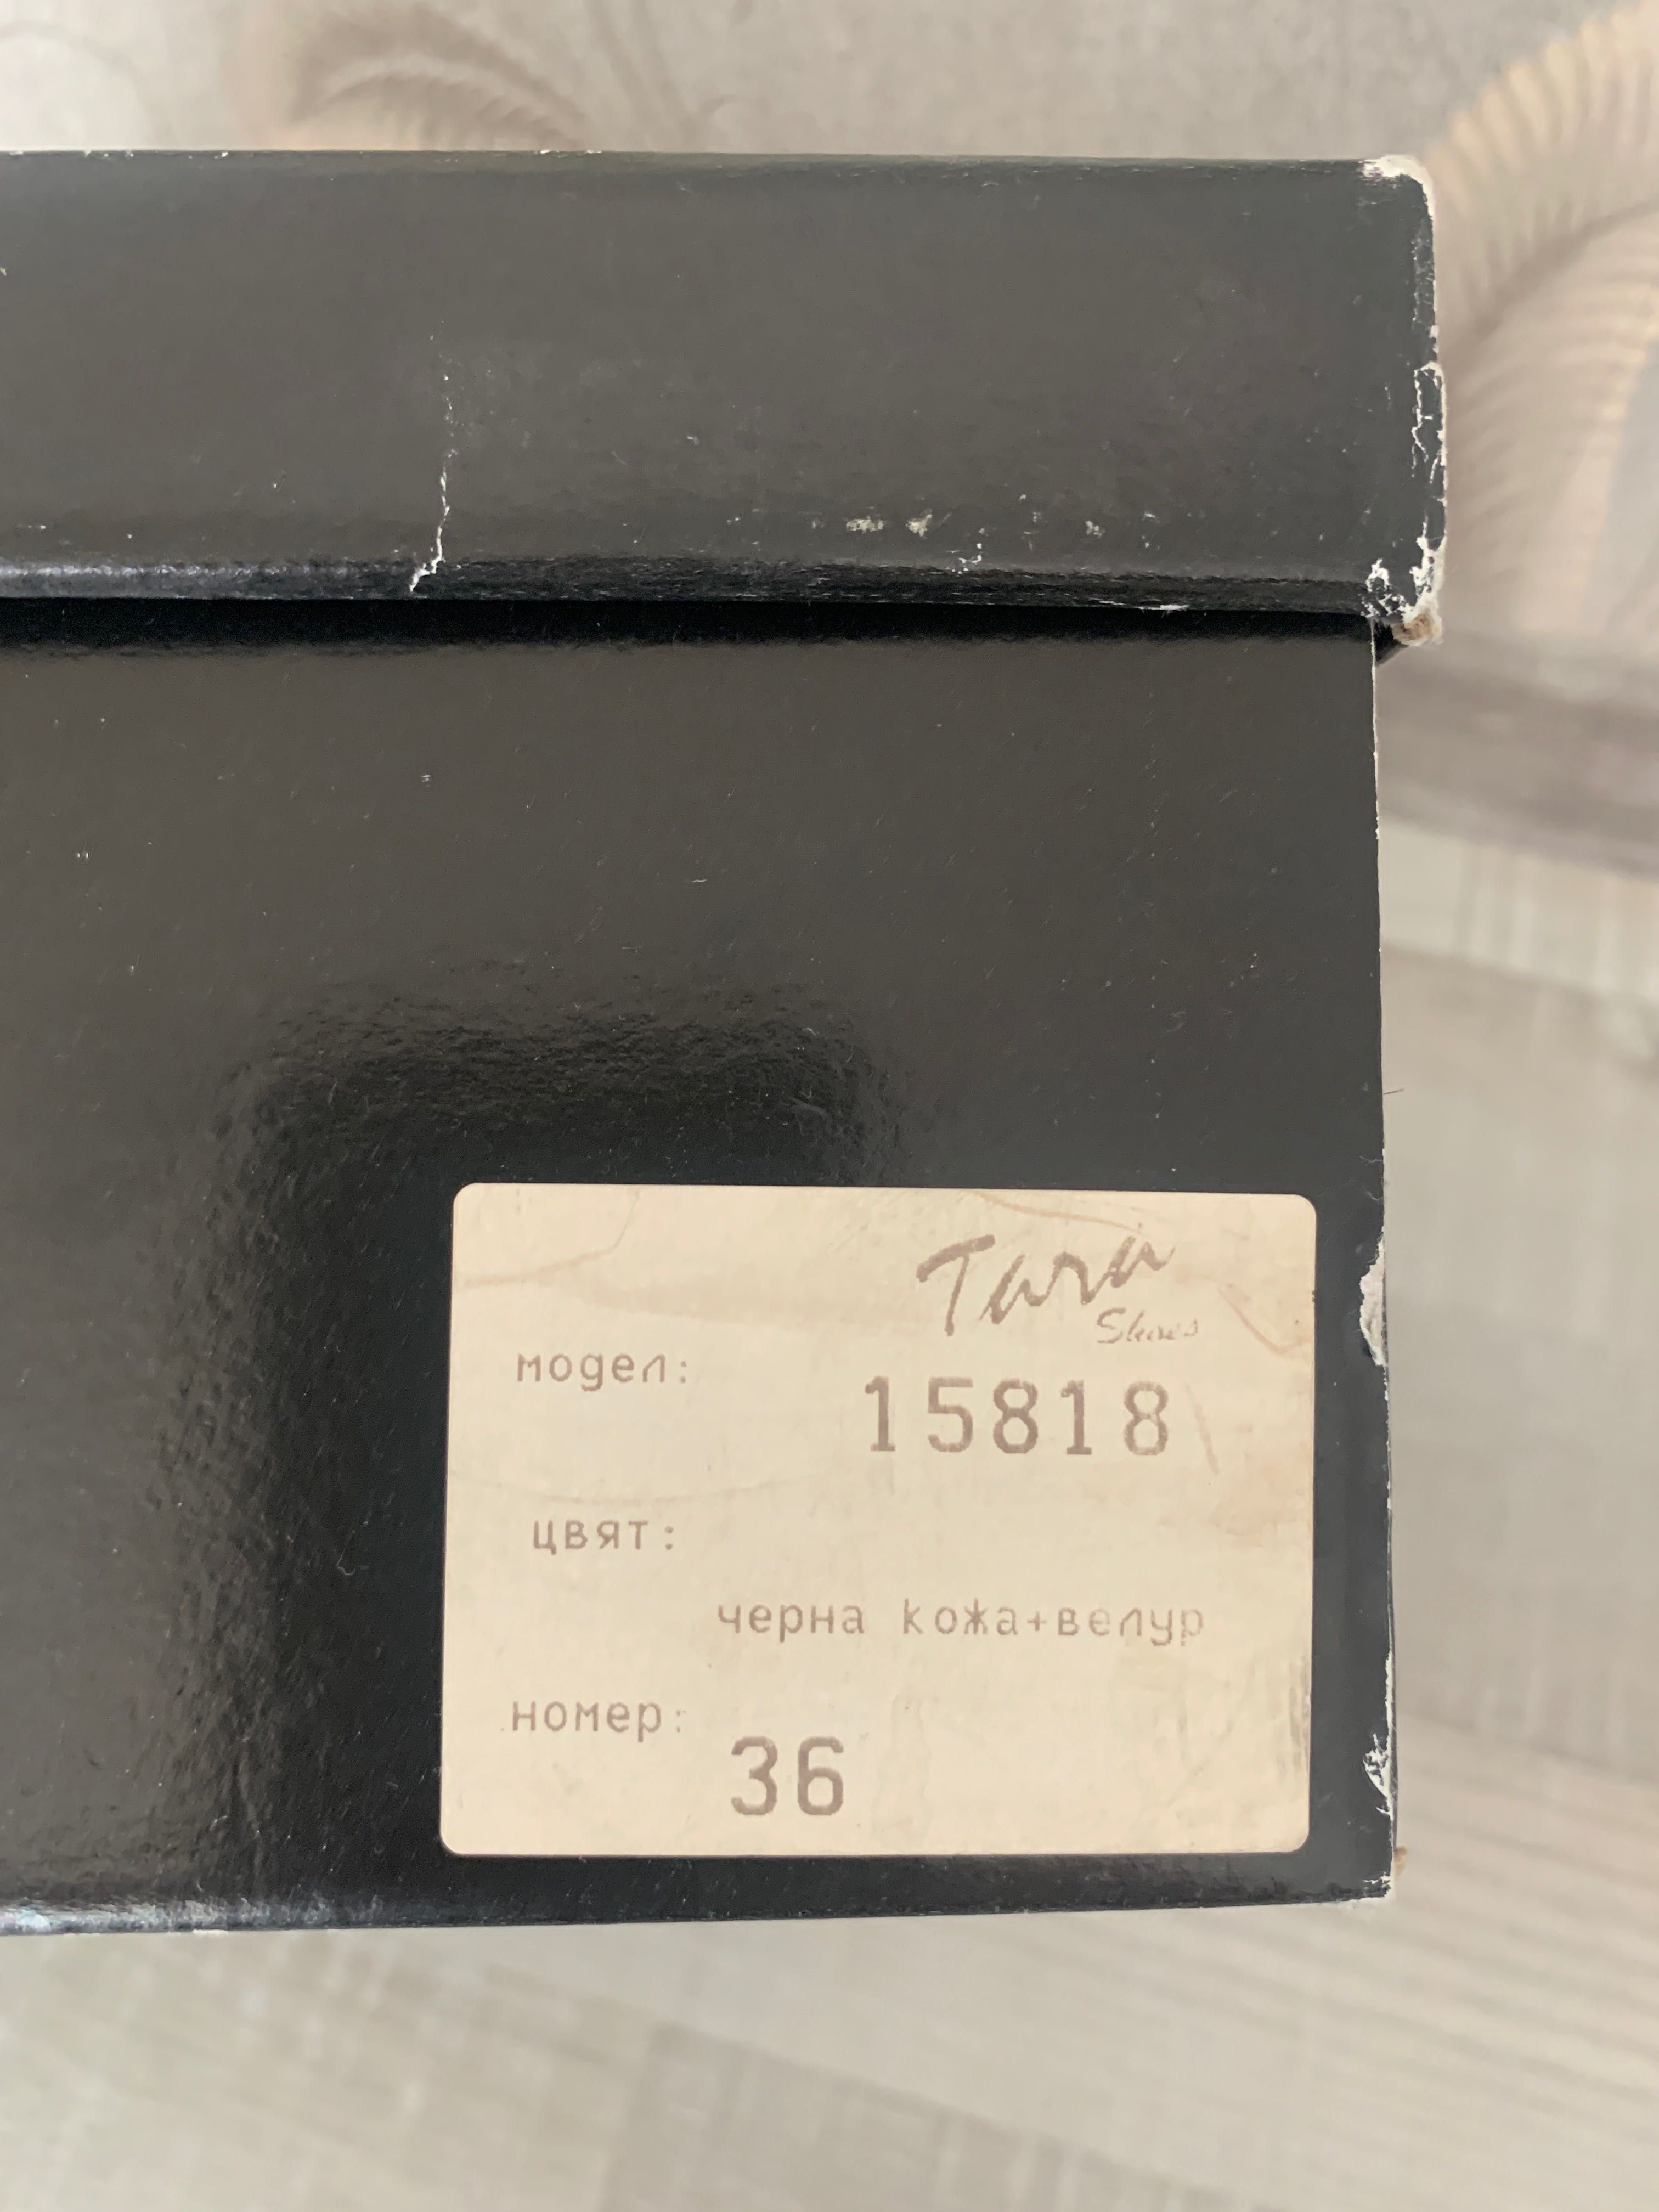 Tara
Shoes
модел:
15818
цвят:
черна кожа+велур
номер:
36